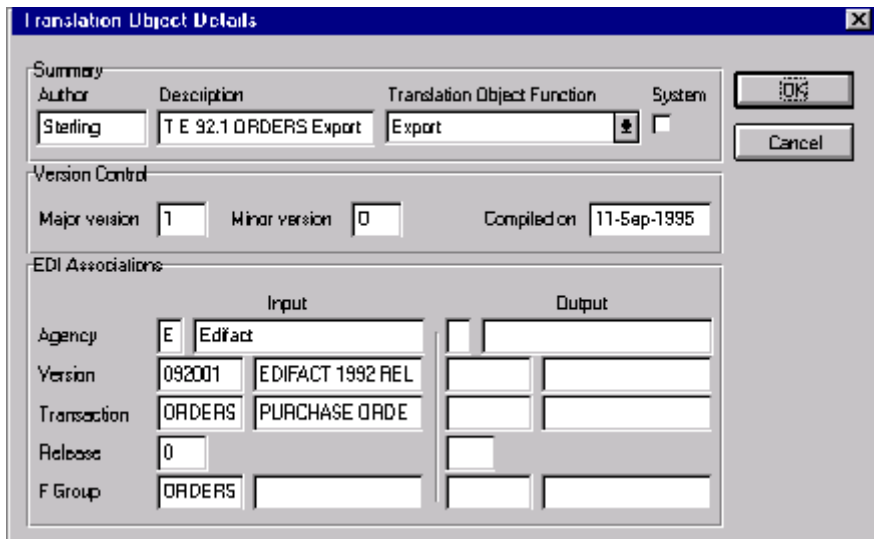 Translation Object Details
Summary
Author Description Translation Object Function System
Sterling T E 92.1 ORDERS Export Export
OK
Cancel
Version Control
Major version 1 Minor version 0 Compiled on 11-Sep-1995
EDI Associations
Input Output
Agency E Edifact
Version 092001 EDIFACT 1992 REL
Transaction ORDERS PURCHASE ORDE
Release 0
F Group ORDERS